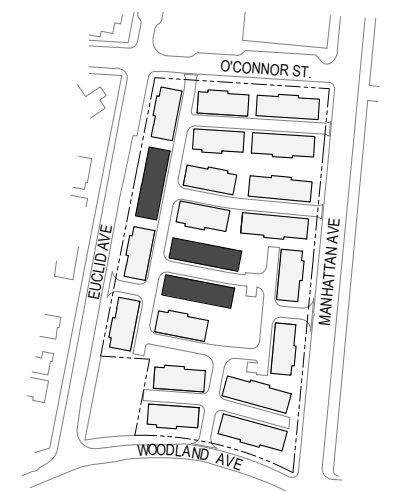 O'CONNOR ST.
EUCLID AVE
MANHATTAN AVE
WOODLAND AVE